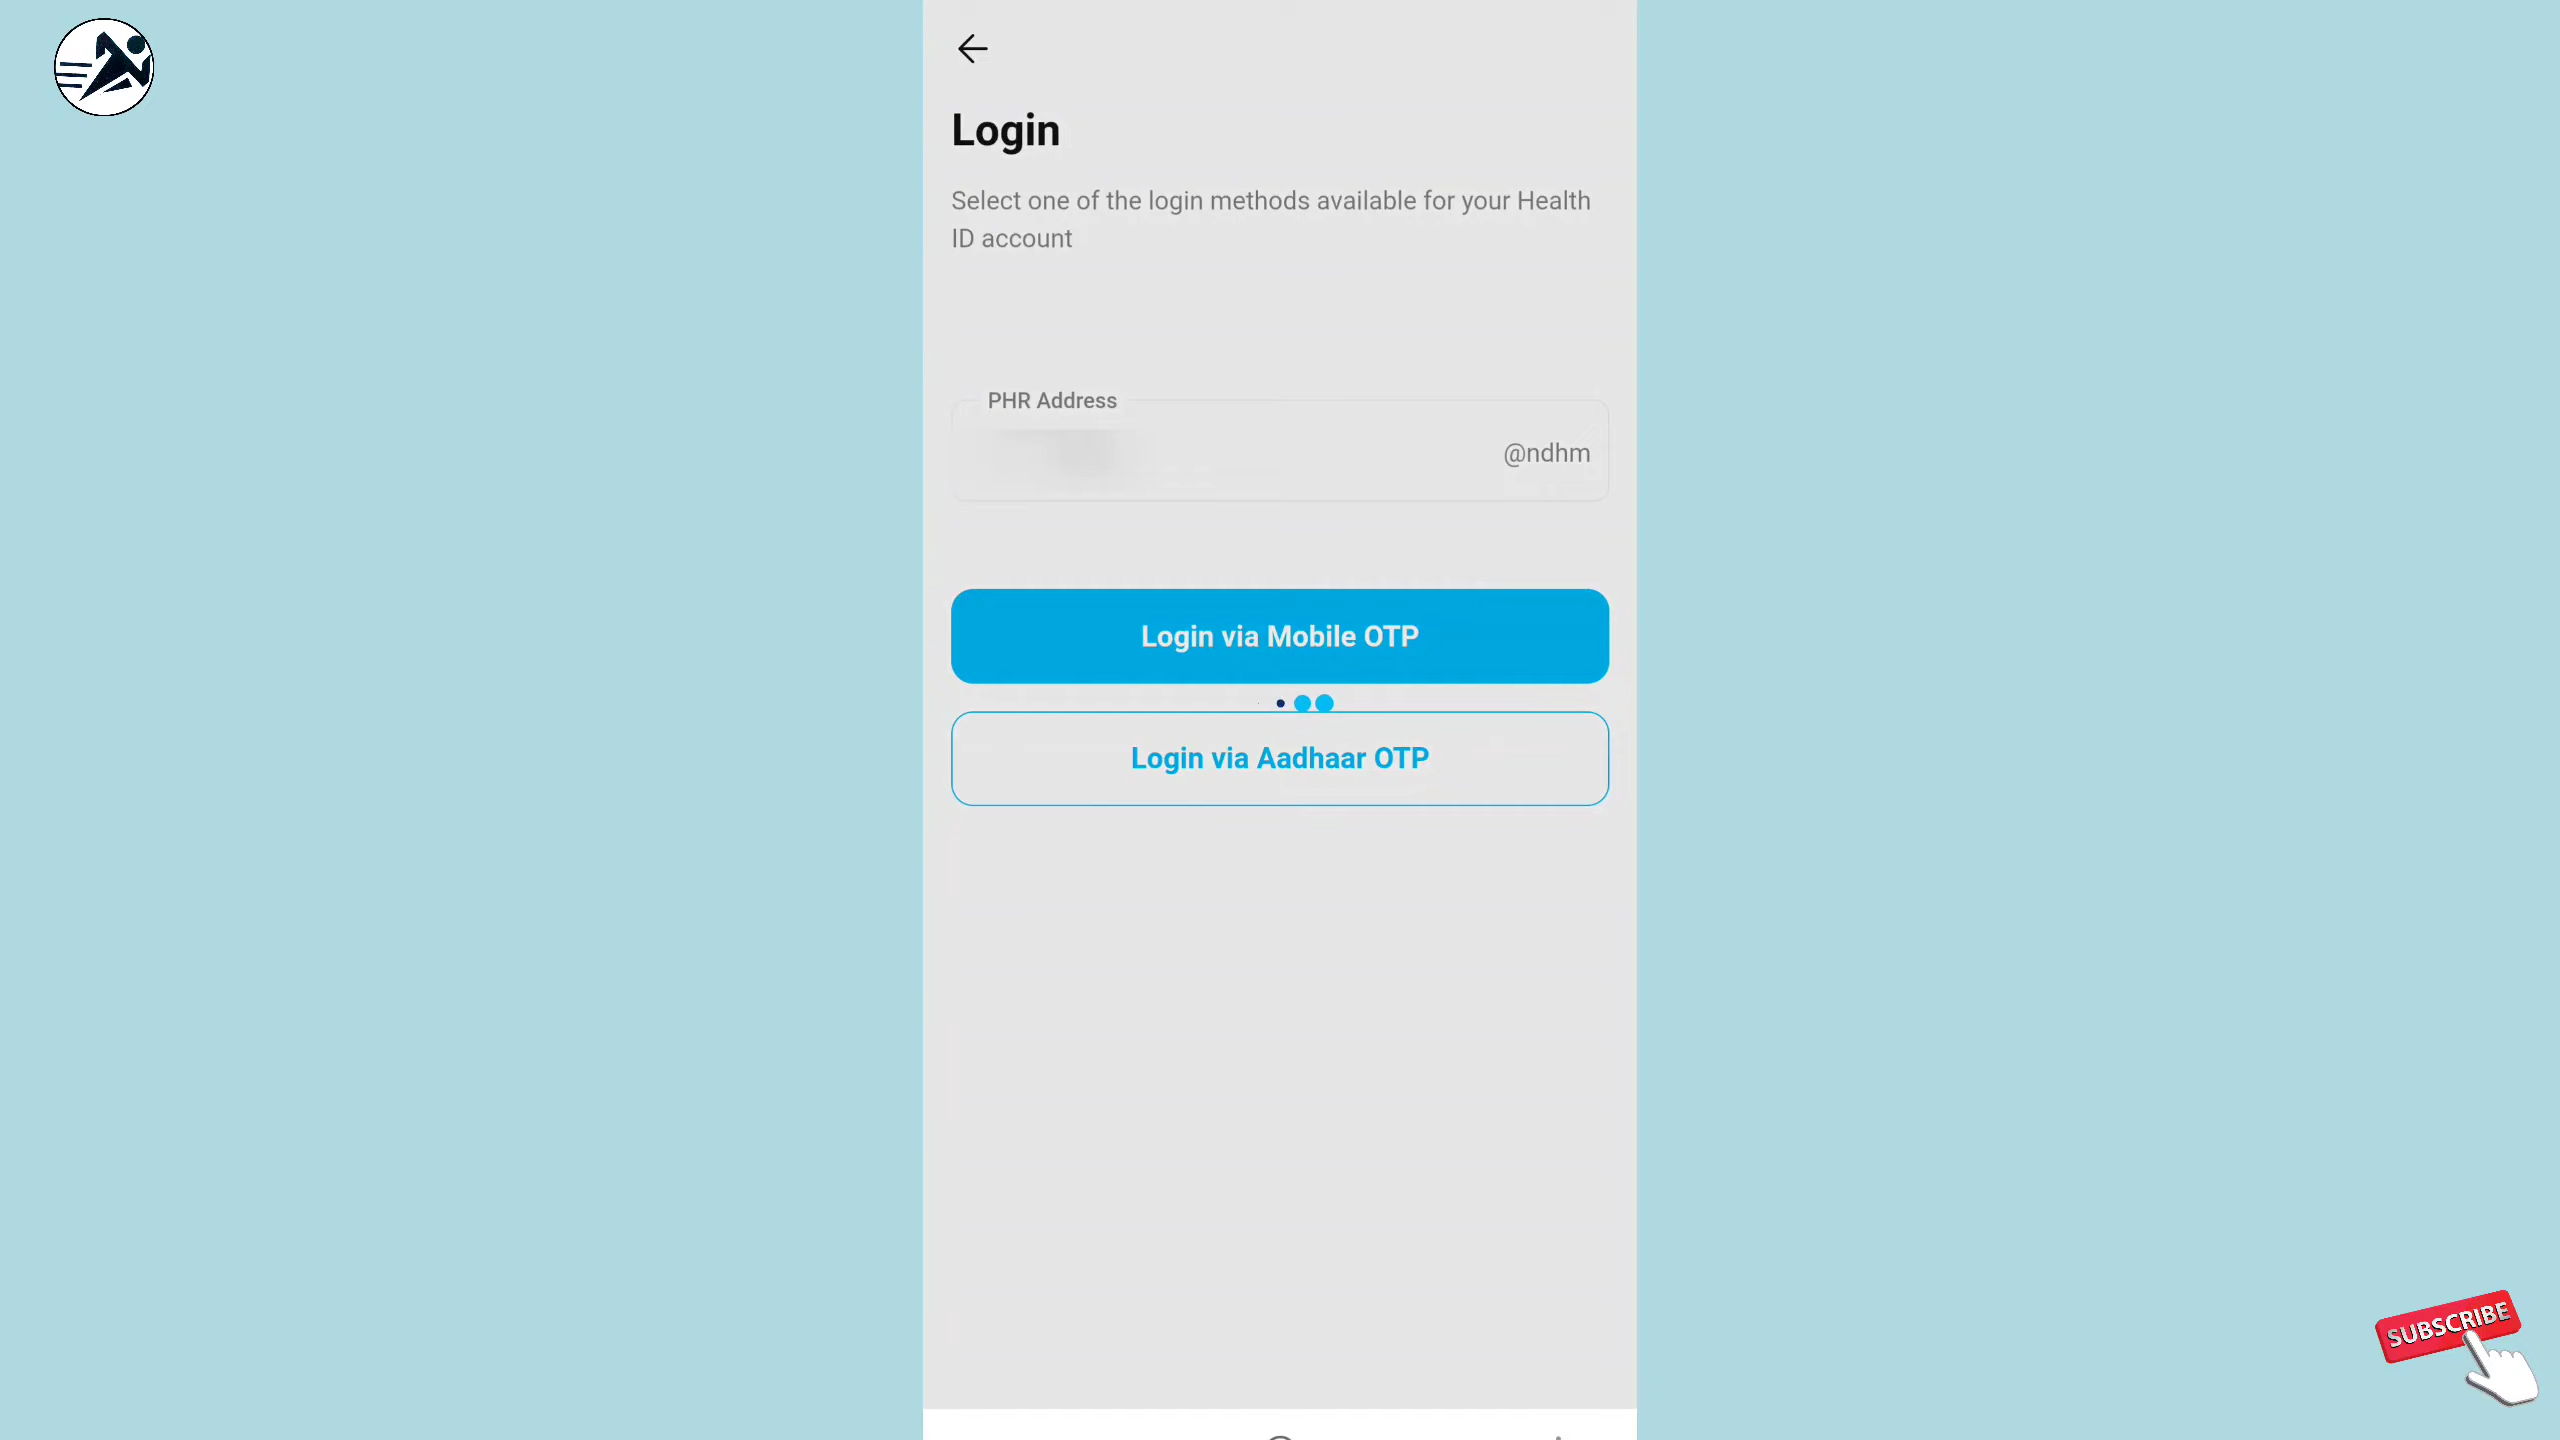 Login
Select one of the login methods available for your Health
ID account
PHR Address
@ndhm
Login via Mobile OTP
Login via Aadhaar OTP
SUBSCRIBE